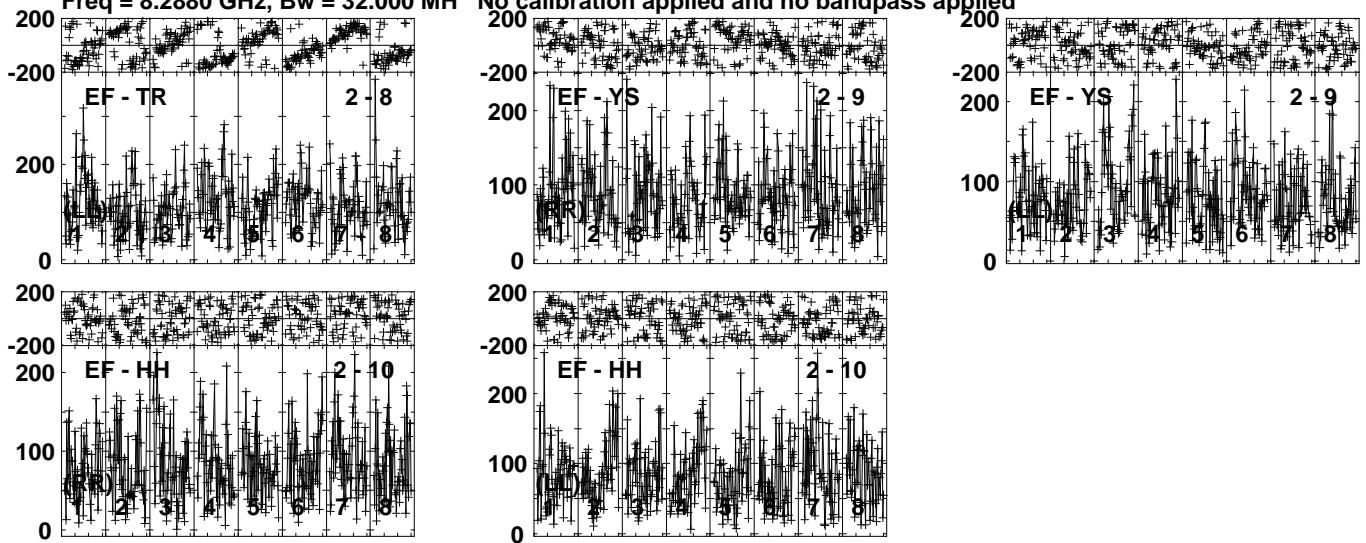 Freq = 8.2880 GHz, Bw = 32.000 MH No calibration applied and no bandpass applied
200
-200
EF - TR 2 - 8
200
(LL)
1 2 3 4 5 6 7 8
0
200
-200
EF - YS 2 - 9
200
100
(RR)
1 2 3 4 5 6 7 8
0
200
-200
EF - YS 2 - 9
200
100
(LL)
1 2 3 4 5 6 7 8
0
200
-200
EF - HH 2 - 10
200
100
(RR)
1 2 3 4 5 6 7 8
0
200
-200
EF - HH 2 - 10
200
100
(LL)
1 2 3 4 5 6 7 8
0